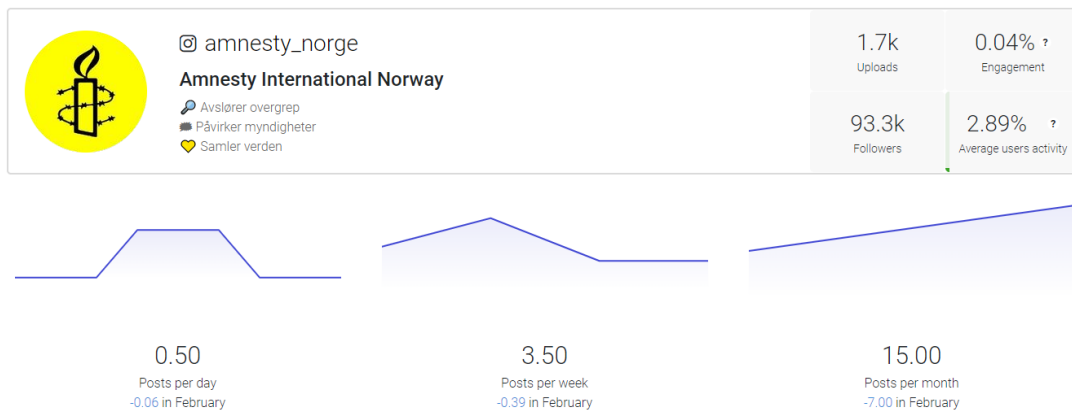 amnesty_norge
Amnesty International Norway
Avslører overgrep
Påvirker myndigheter
Samler verden
1.7k
Uploads
0.04% ?
Engagement
93.3k
Followers
2.89% ?
Average users activity
0.50
Posts per day
-0.06 in February
3.50
Posts per week
-0.39 in February
15.00
Posts per month
-7.00 in February